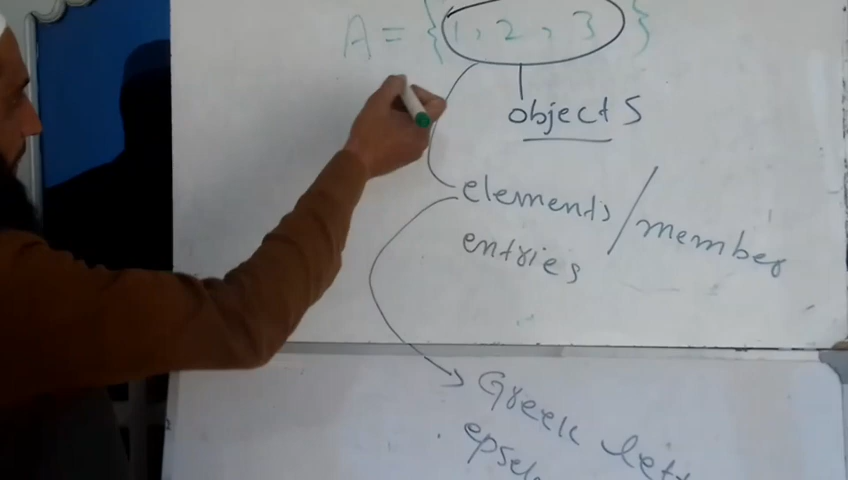 A = {1, 2, 3}
objects
elements/member
entries
Greek lett
epsel